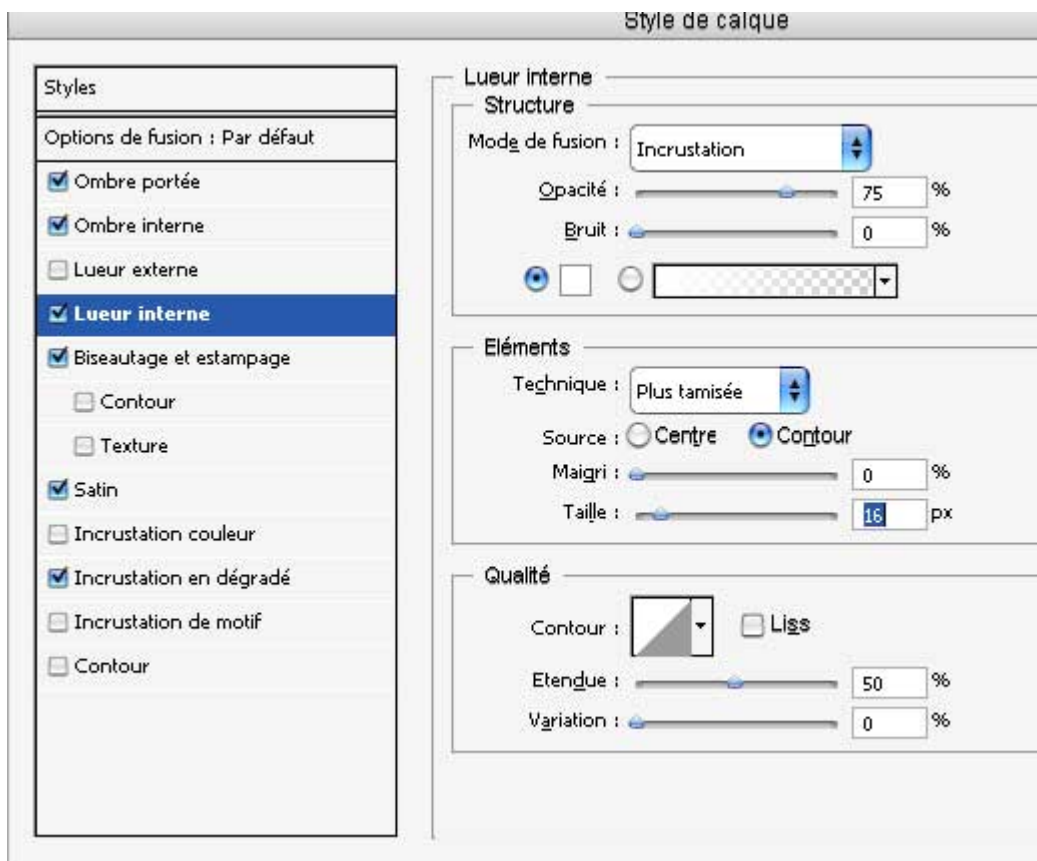 Style de calque
Styles
Options de fusion : Par défaut
Ombre portée
Ombre interne
Lueur externe
Lueur interne
Biseautage et estampage
Contour
Texture
Satin
Incrustation couleur
Incrustation en dégradé
Incrustation de motif
Contour
Lueur interne
Structure
Mode de fusion : Incrustation
Opacité : 75 %
Bruit : 0 %
Eléments
Technique : Plus tamisée
Source : Centre Contour
Maigri : 0 %
Taille : 16 px
Qualité
Contour : Liss
Etendue : 50 %
Variation : 0 %